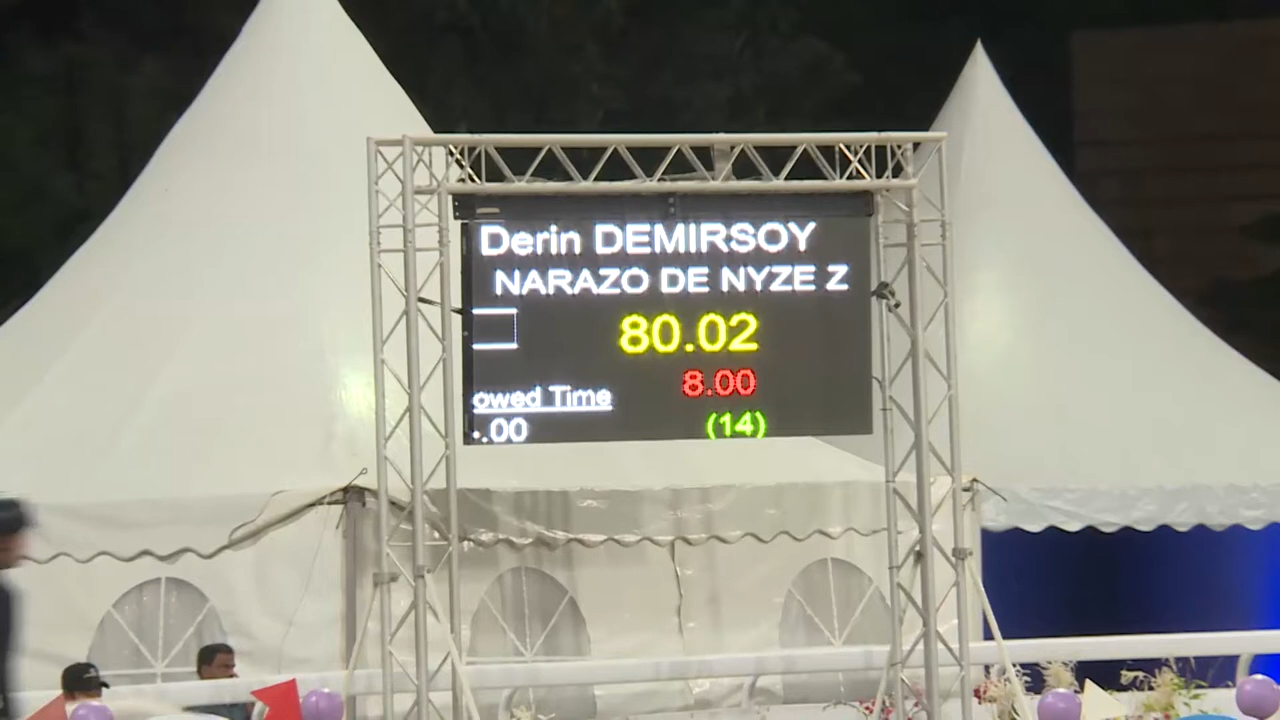 Derin DEMIRSOY
NARAZO DE NYZE Z
80.02
8.00
owed Time
.00
(14)